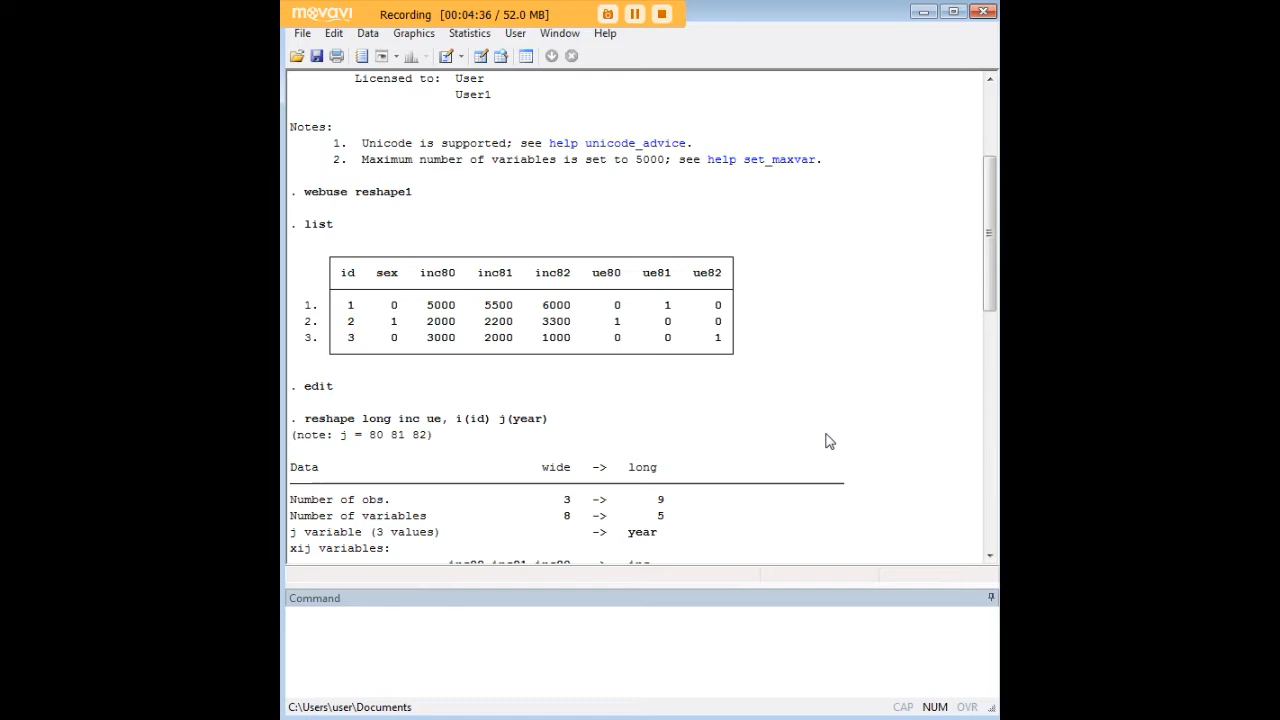 movavi Recording [00:04:36 / 52.0 MB]
File Edit Data Graphics Statistics User Window Help
Licensed to: User
User1
Notes:
1. Unicode is supported; see help unicode_advice.
2. Maximum number of variables is set to 5000; see help set_maxvar.
. webuse reshape1
. list
id sex inc80 inc81 inc82 ue80 ue81 ue82
1. 1 0 5000 5500 6000 0 1 0
2. 2 1 2000 2200 3300 1 0 0
3. 3 0 3000 2000 1000 0 0 1
. edit
. reshape long inc ue, i(id) j(year)
(note: j = 80 81 82)
Data wide -> long
Number of obs. 3 -> 9
Number of variables 8 -> 5
j variable (3 values) -> year
xij variables:
Command
C:\Users\user\Documents CAP NUM OVR